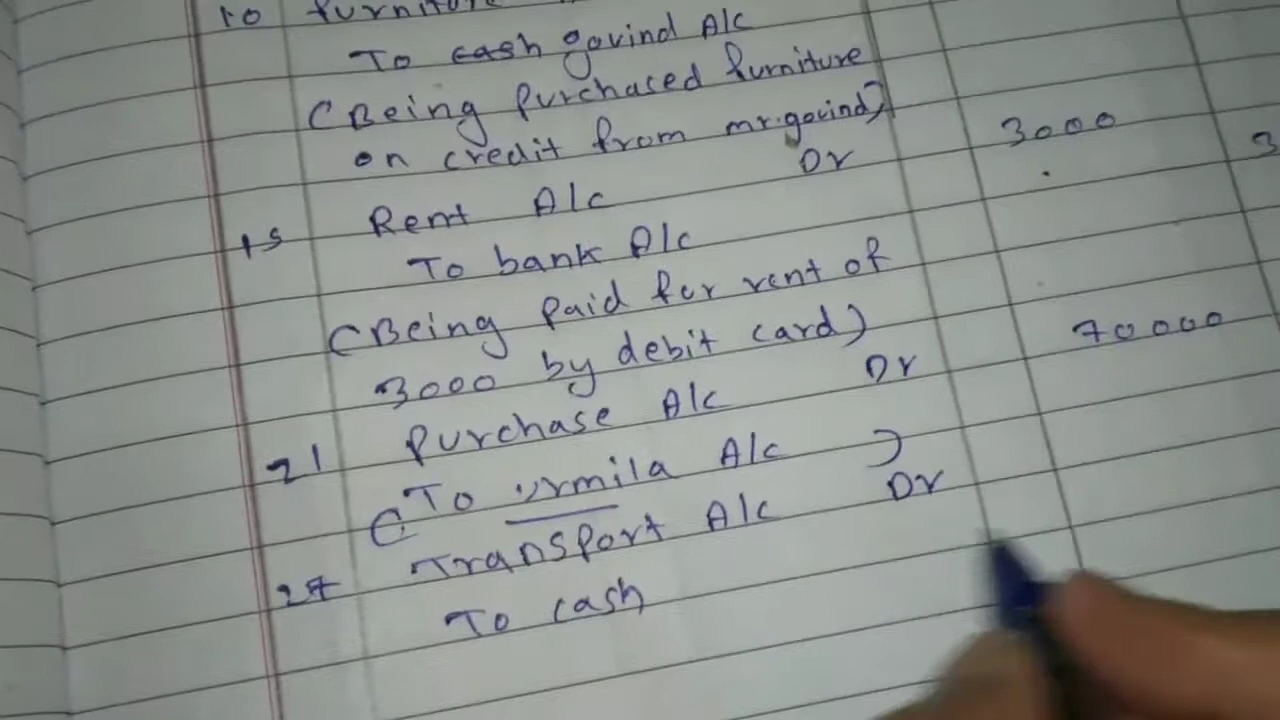 10 furniture
To cash govind A/c
(Being purchased furniture
on credit from mr.govind)
15 Rent A/c Dr 3000
To bank A/c 3
(Being paid for rent of
3000 by debit card)
21 purchase A/c Dr 70000
(To urmila A/c )
27 Transport A/c Dr
To cash